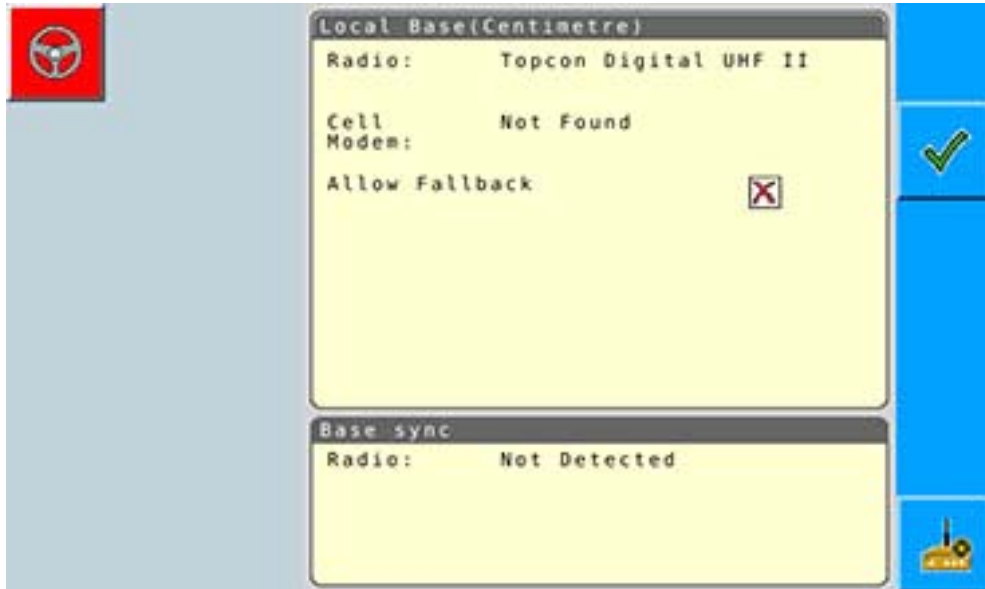 Local Base(Centimetre)
Radio: Topcon Digital UHF II
Cell Modem: Not Found
Allow Fallback
Base sync
Radio: Not Detected